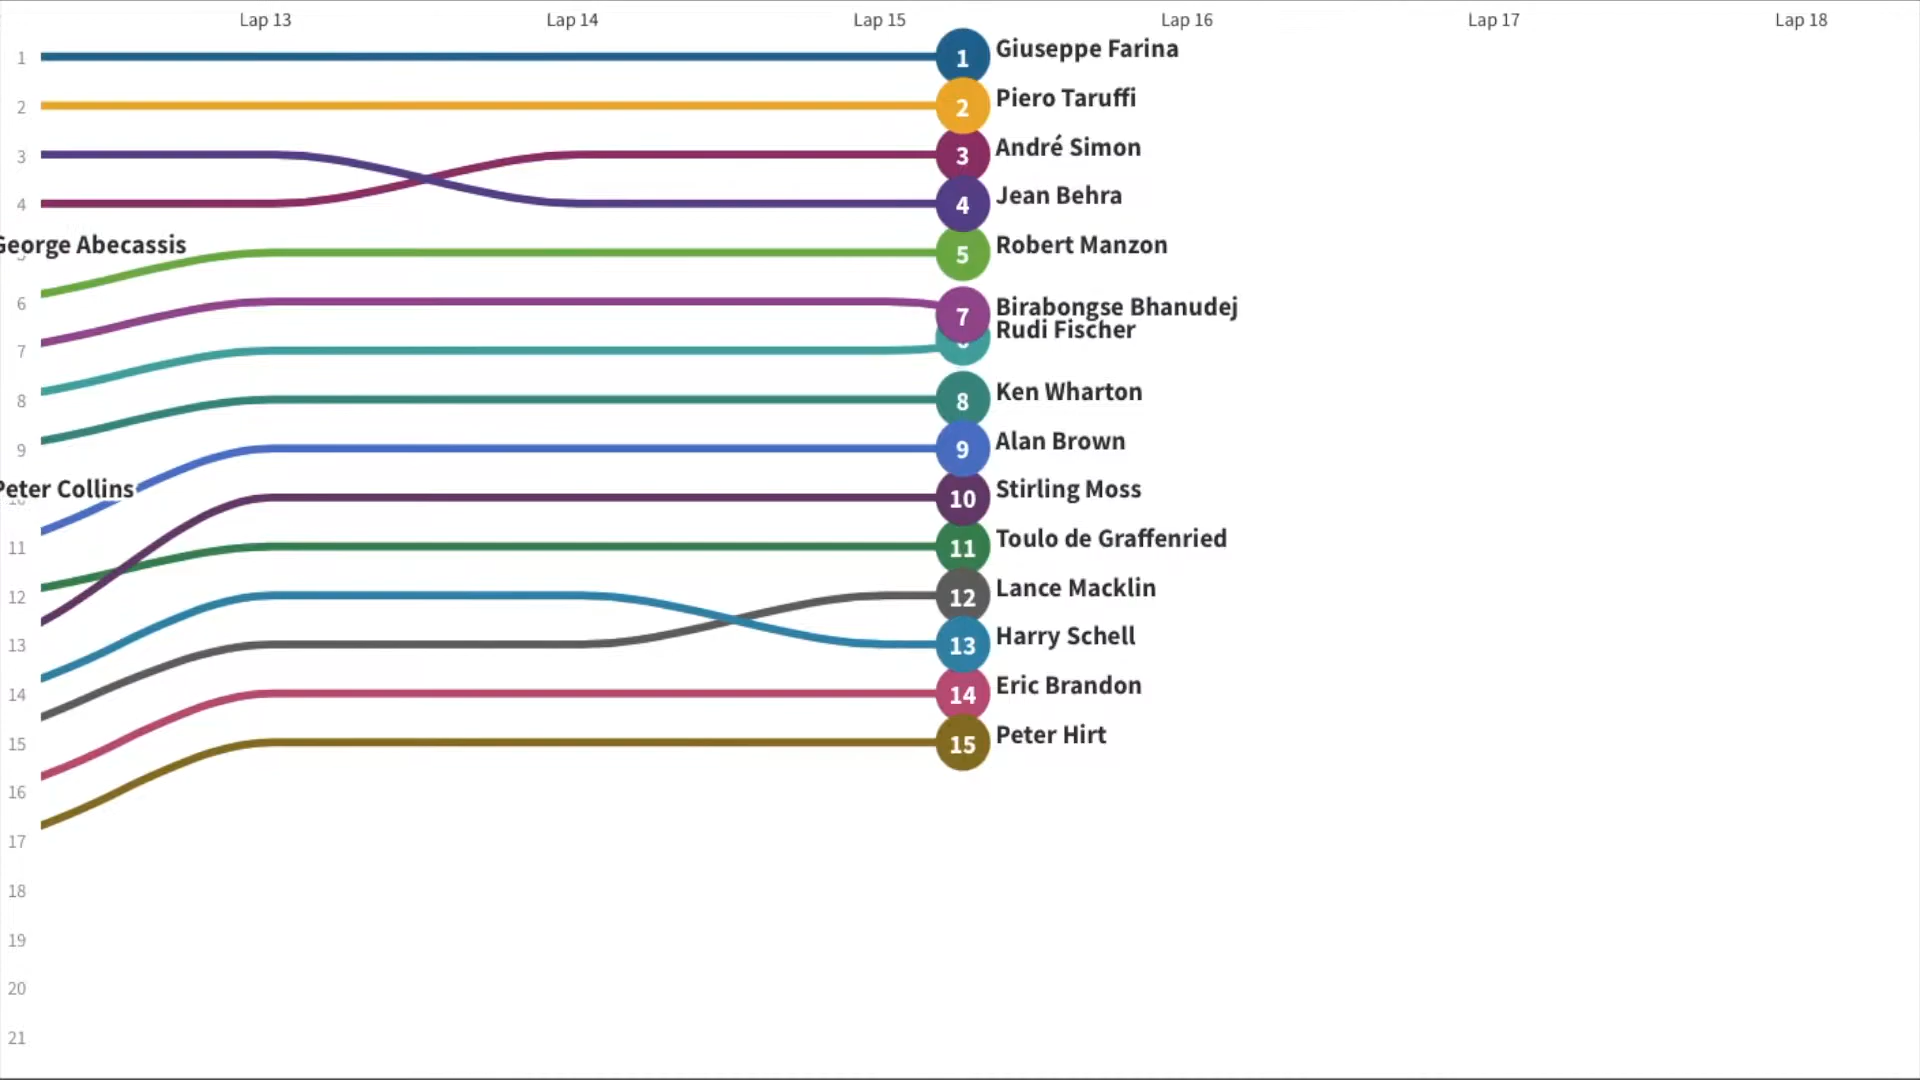 Lap 13 Lap 14 Lap 15 Lap 16 Lap 17 Lap 18
1 1 Giuseppe Farina
2 2 Piero Taruffi
3 3 André Simon
4 4 Jean Behra
George Abecassis 5 Robert Manzon
6 7 Birabongse Bhanudej
Rudi Fischer
7
8 8 Ken Wharton
9 9 Alan Brown
Peter Collins 10 Stirling Moss
11 11 Toulo de Graffenried
12 12 Lance Macklin
13 13 Harry Schell
14 14 Eric Brandon
15 15 Peter Hirt
16
17
18
19
20
21